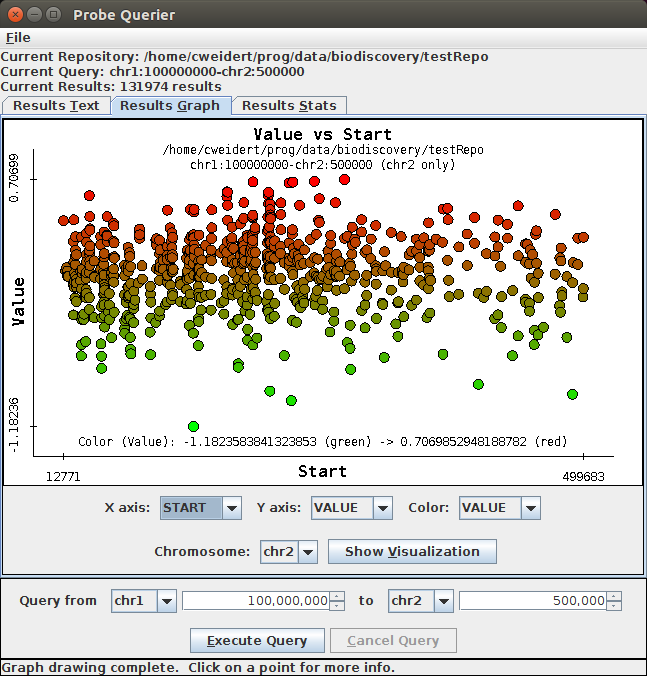 Probe Querier
File
Current Repository: /home/cweidert/prog/data/biodiscovery/testRepo
Current Query: chr1:100000000-chr2:500000
Current Results: 131974 results
Results Text Results Graph Results Stats
Value vs Start
/home/cweidert/prog/data/biodiscovery/testRepo
chr1:100000000-chr2:500000 (chr2 only)
0.70699
Value
-1.18236
Color (Value): -1.1823583841323853 (green) -> 0.7069852948188782 (red)
12771 Start 499683
X axis: START Y axis: VALUE Color: VALUE
Chromosome: chr2 Show Visualization
Query from chr1 100,000,000 to chr2 500,000
Execute Query Cancel Query
Graph drawing complete. Click on a point for more info.